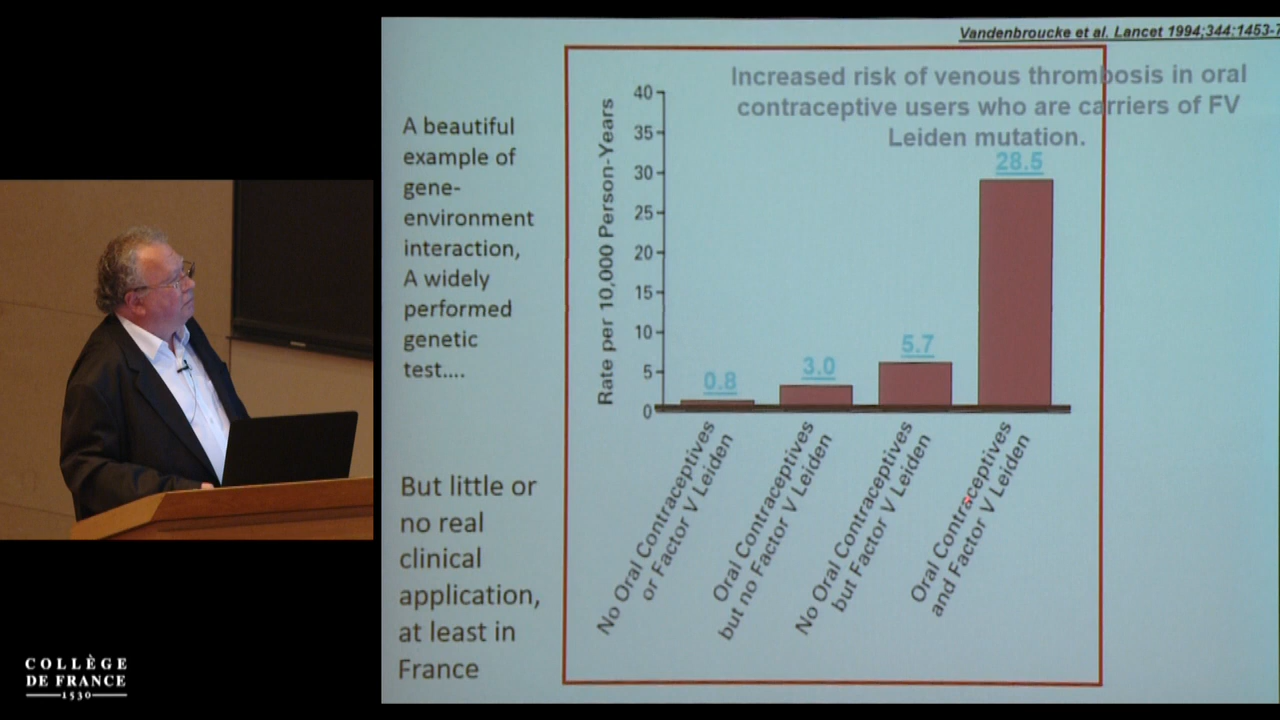 Vandenbroucke et al. Lancet 1994;344:1453-7
Increased risk of venous thrombosis in oral
contraceptive users who are carriers of FV
Leiden mutation.
A beautiful
example of
gene-
environment
interaction,
A widely
performed
genetic
test....
But little or
no real
clinical
application,
at least in
France
Rate per 10,000 Person-Years
40
35
30
25
20
15
10
5
0
0.8
3.0
5.7
28.5
No Oral Contraceptives
or Factor V Leiden
Oral Contraceptives
but no Factor V Leiden
No Oral Contraceptives
but Factor V Leiden
Oral Contraceptives
and Factor V Leiden
COLLÈGE
DE FRANCE
1530